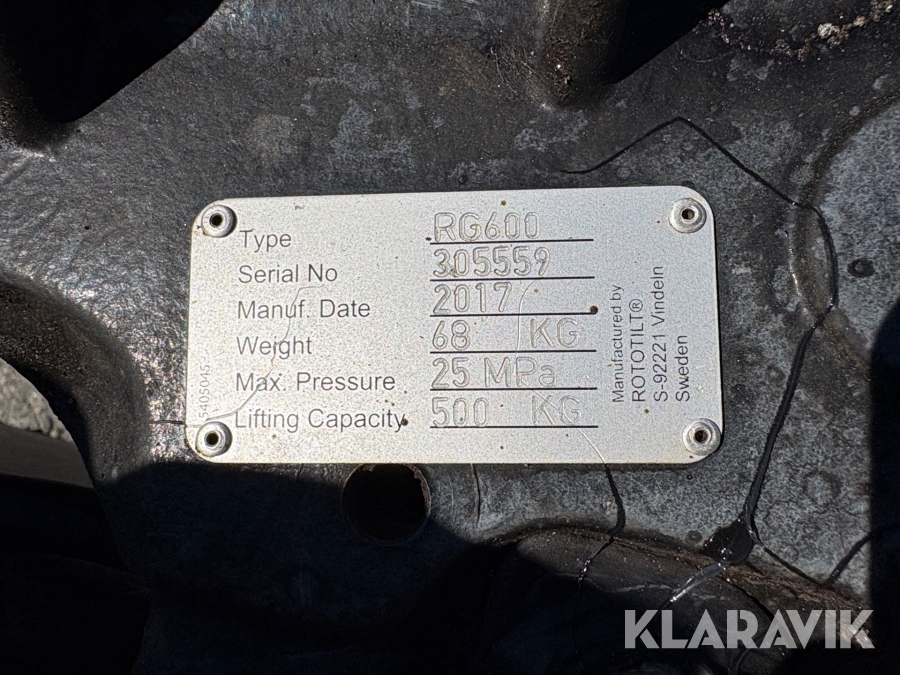 Type RG600
Serial No 305559
Manuf. Date 2017
Weight 68 KG
Max. Pressure 25 MPa
Lifting Capacity 500 KG
Manufactured by
ROTOTILT®
S-92221 Vindeln
Sweden
5409045
KLARAVIK